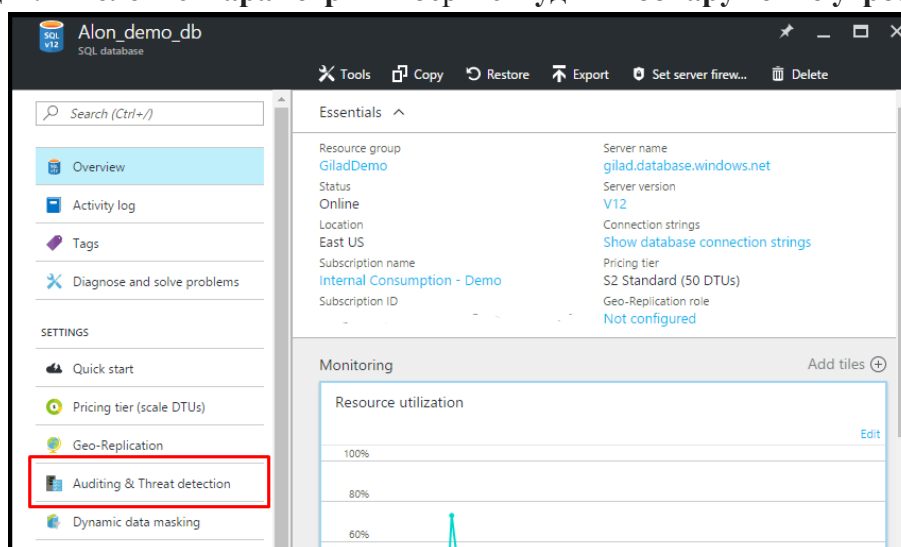 Alon_demo_db
SQL database
Tools Copy Restore Export Set server firew... Delete
Search (Ctrl+/)
Overview
Activity log
Tags
Diagnose and solve problems
SETTINGS
Quick start
Pricing tier (scale DTUs)
Geo-Replication
Auditing & Threat detection
Dynamic data masking
Essentials
Resource group
GiladDemo
Status
Online
Location
East US
Subscription name
Internal Consumption - Demo
Subscription ID
Server name
gilad.database.windows.net
Server version
V12
Connection strings
Show database connection strings
Pricing tier
S2 Standard (50 DTUs)
Geo-Replication role
Not configured
Monitoring
Add tiles
Resource utilization
Edit
100%
80%
60%